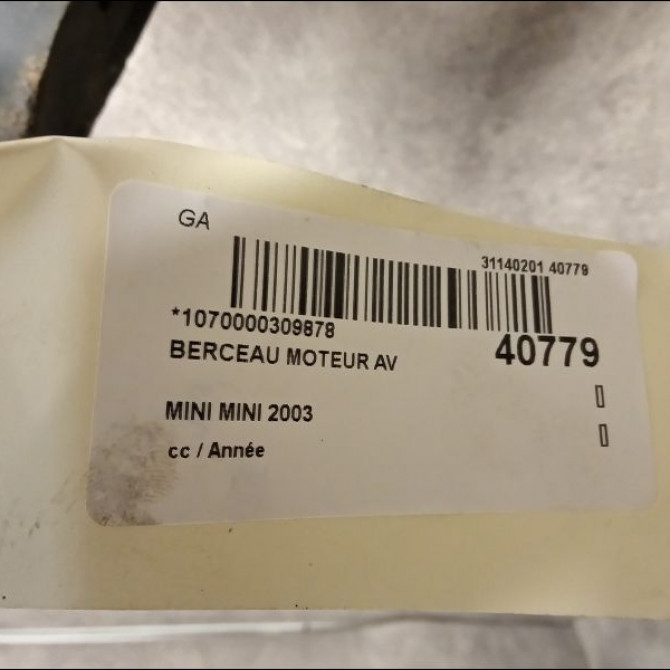 GA
31140201 40779
*1070000309878
BERCEAU MOTEUR AV
40779
MINI MINI 2003
cc / Année